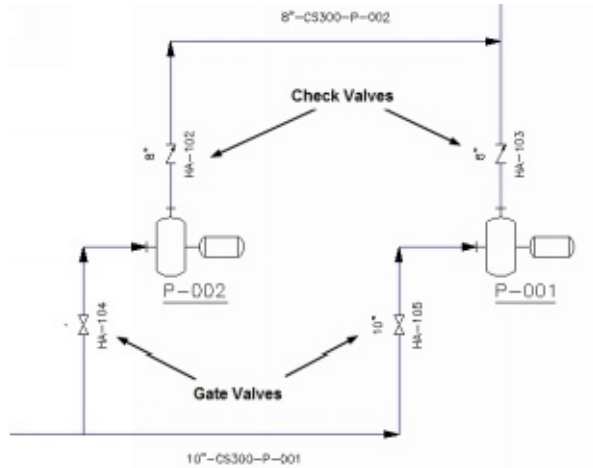 8"-CS300-P-002
Check Valves
8"
HA-102
8"
HA-103
P-002
P-001
HA-104
10"
HA-105
Gate Valves
10"-CS300-P-001